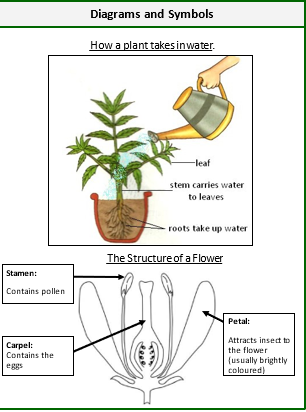 Diagrams and Symbols
How a plant takes in water.
leaf
stem carries water
to leaves
roots take up water
The Structure of a Flower
Stamen:
Contains pollen
Carpel:
Contains the
eggs
Petal:
Attracts insect to
the flower
(usually brightly
coloured)